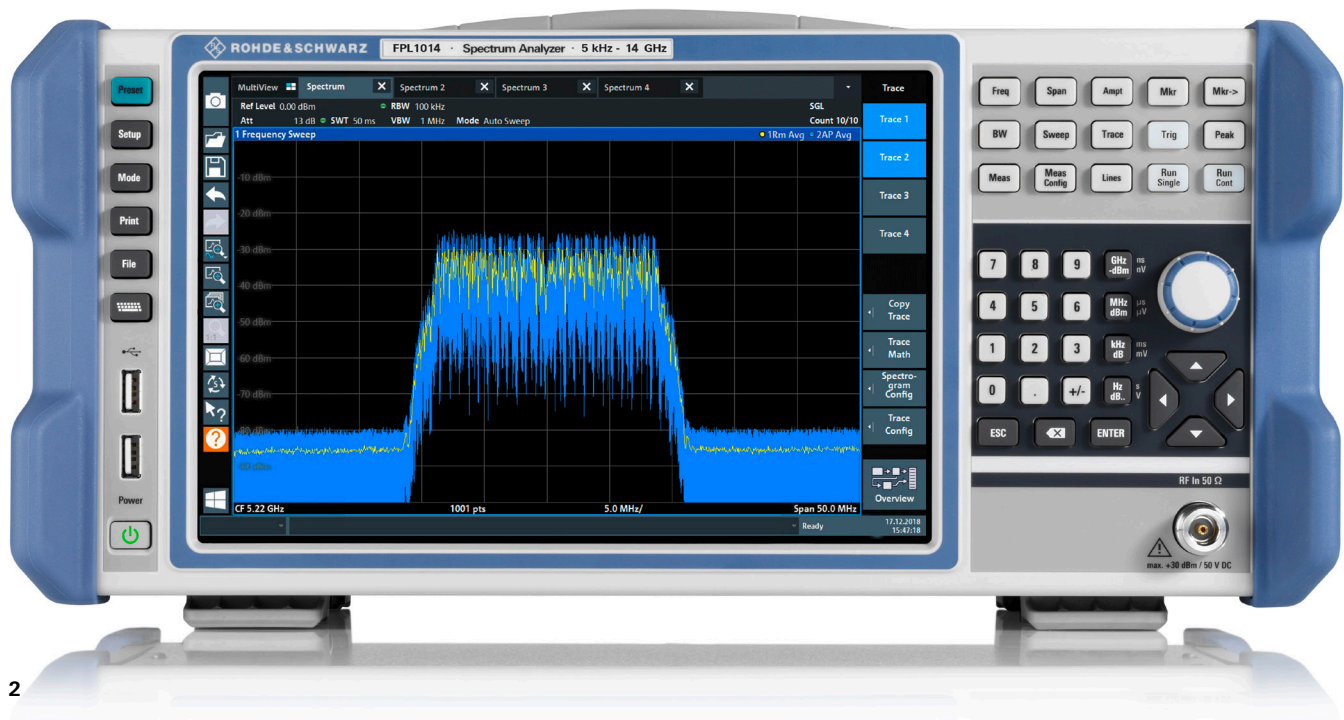 ROHDE&SCHWARZ FPL1014 · Spectrum Analyzer · 5 kHz - 14 GHz
Preset
Setup
Mode
Print
File
Power
MultiView Spectrum Spectrum 2 Spectrum 3 Spectrum 4
Ref Level 0.00 dBm RBW 100 kHz SGL
Att 13 dB SWT 50 ms VBW 1 MHz Mode Auto Sweep Count 10/10
1 Frequency Sweep 1Rm Avg 2AP Avg
-10 dBm
-20 dBm
-30 dBm
-40 dBm
-50 dBm
-60 dBm
-70 dBm
CF 5.22 GHz 1001 pts 5.0 MHz/ Span 50.0 MHz
Ready 17.12.2018
15:47:18
Trace
Trace 1
Trace 2
Trace 3
Trace 4
Copy
Trace
Trace
Math
Spectro-
gram
Config
Trace
Config
Overview
Freq Span Ampt Mkr Mkr->
BW Sweep Trace Trig Peak
Meas Meas Config Lines Run Single Run Cont
7 8 9 GHz -dBm ns nV
4 5 6 MHz dBm µs µV
1 2 3 kHz dB ms mV
0 . +/- Hz dB.. s V
ESC ENTER
RF In 50 Ω
max. +30 dBm / 50 V DC
2